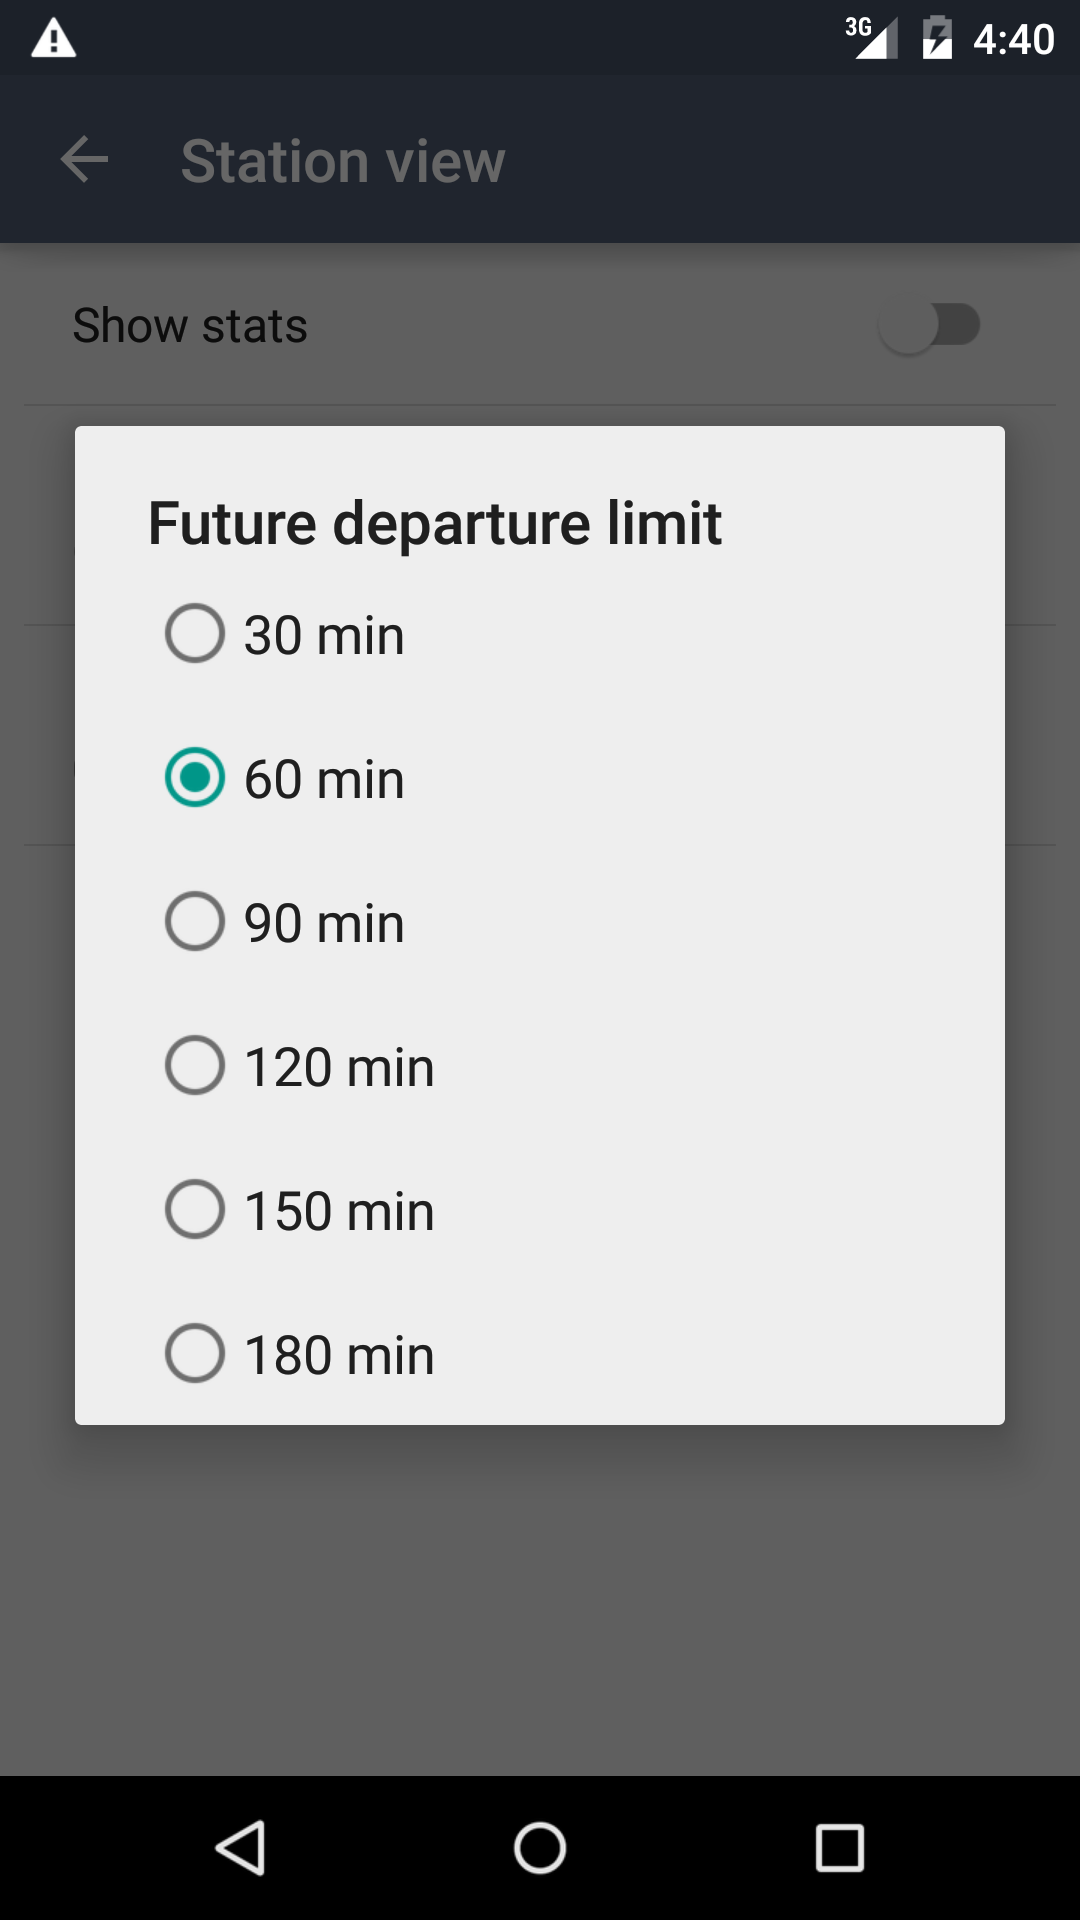 3G 4:40
Station view
Show stats
Future departure limit
30 min
60 min
90 min
120 min
150 min
180 min